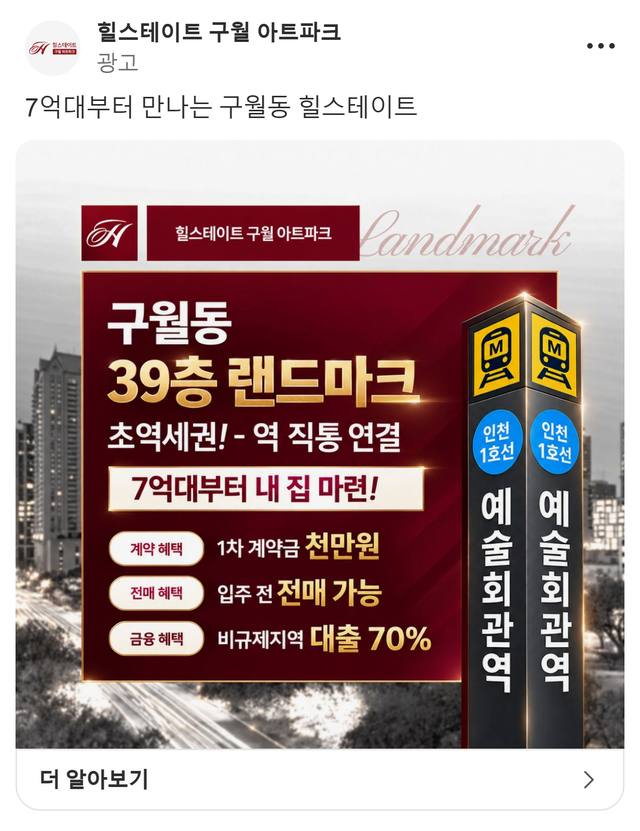 힐스테이트 구월 아트파크
광고
7억대부터 만나는 구월동 힐스테이트
H
힐스테이트 구월 아트파크
Landmark
구월동
39층 랜드마크
초역세권! - 역 직통 연결
7억대부터 내 집 마련!
계약 혜택 1차 계약금 천만원
전매 혜택 입주 전 전매 가능
금융 혜택 비규제지역 대출 70%
M M
인천 1호선
인천 1호선
예술회관역
예술회관역
더 알아보기